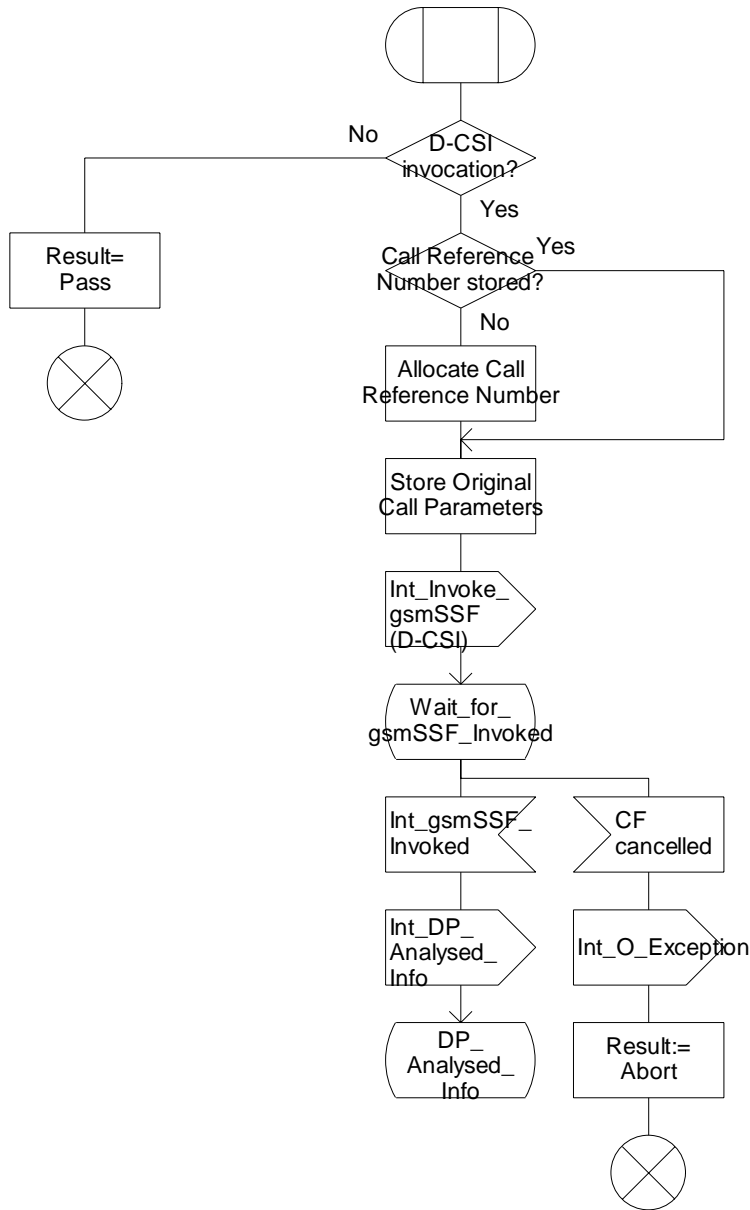 No
D-CSI
invocation?
Yes
Result=
Pass
Call Reference
Number stored?
Yes
No
Allocate Call
Reference Number
Store Original
Call Parameters
Int_Invoke_
gsmSSF
(D-CSI)
Wait_for_
gsmSSF_Invoked
Int_gsmSSF_
Invoked
CF
cancelled
Int_DP_
Analysed_
Info
Int_O_Exception
DP_
Analysed_
Info
Result:=
Abort